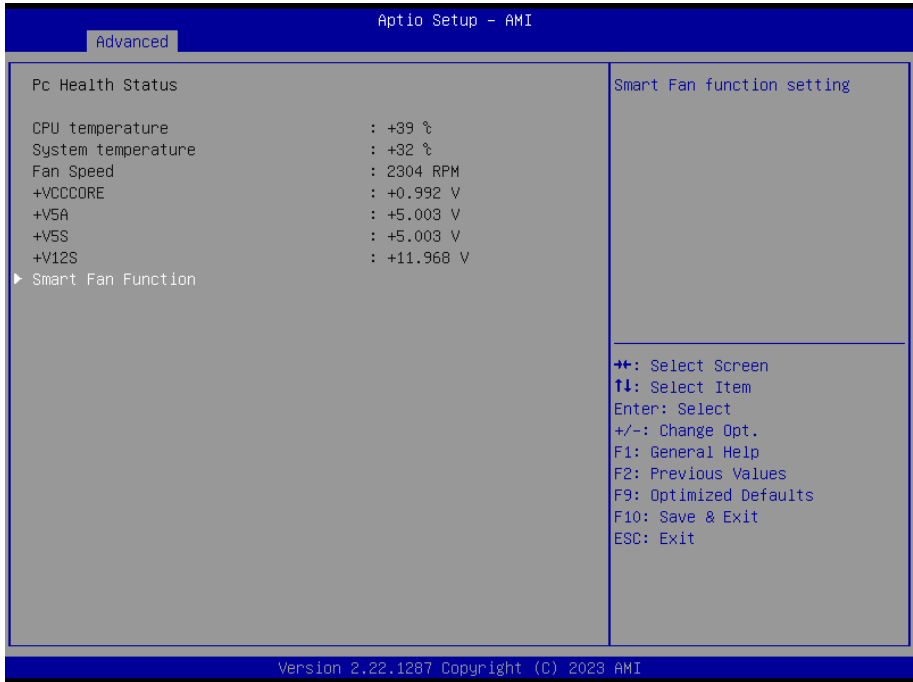 Aptio Setup – AMI
Advanced
Pc Health Status
CPU temperature : +39 ℃
System temperature : +32 ℃
Fan Speed : 2304 RPM
+VCCCORE : +0.992 V
+V5A : +5.003 V
+V5S : +5.003 V
+V12S : +11.968 V
▶ Smart Fan Function
Smart Fan function setting
→←: Select Screen
↑↓: Select Item
Enter: Select
+/-: Change Opt.
F1: General Help
F2: Previous Values
F9: Optimized Defaults
F10: Save & Exit
ESC: Exit
Version 2.22.1287 Copyright (C) 2023 AMI